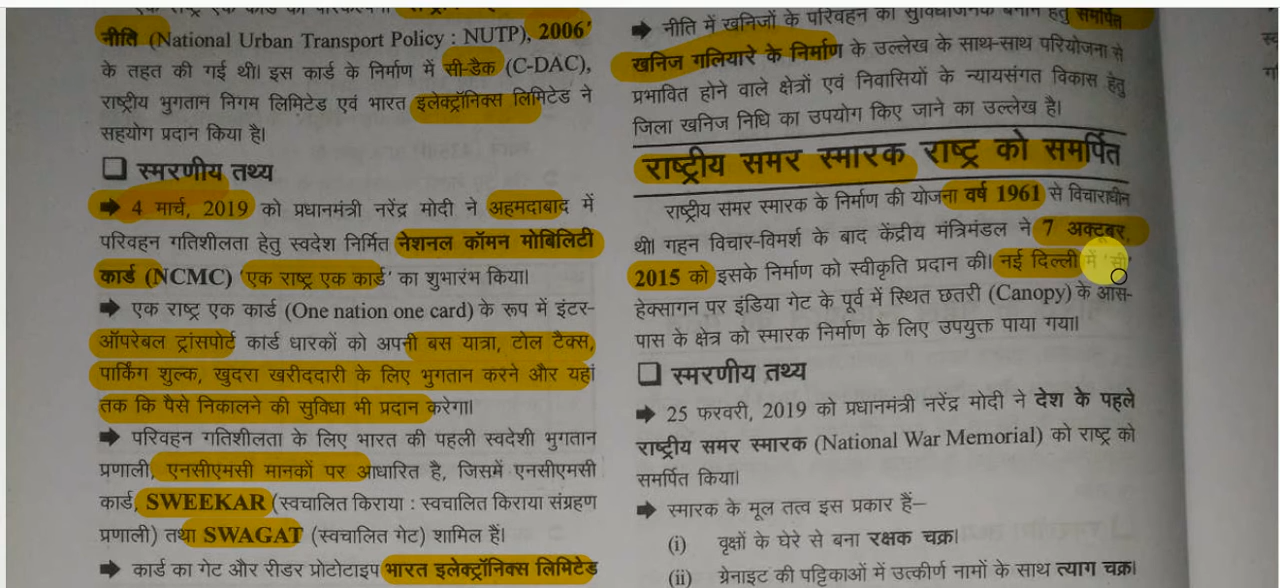 एक राष्ट्र एक कार्ड की परिकल्पना
नीति (National Urban Transport Policy : NUTP), 2006'
के तहत की गई थी। इस कार्ड के निर्माण में सी-डैक (C-DAC),
राष्ट्रीय भुगतान निगम लिमिटेड एवं भारत इलेक्ट्रॉनिक्स लिमिटेड ने
सहयोग प्रदान किया है।
❑ स्मरणीय तथ्य
➡ 4 मार्च, 2019 को प्रधानमंत्री नरेंद्र मोदी ने अहमदाबाद में
परिवहन गतिशीलता हेतु स्वदेश निर्मित नेशनल कॉमन मोबिलिटी
कार्ड (NCMC) 'एक राष्ट्र एक कार्ड' का शुभारंभ किया।
➡ एक राष्ट्र एक कार्ड (One nation one card) के रूप में इंटर-
ऑपरेबल ट्रांसपोर्ट कार्ड धारकों को अपनी बस यात्रा, टोल टैक्स,
पार्किंग शुल्क, खुदरा खरीददारी के लिए भुगतान करने और यहां
तक कि पैसे निकालने की सुविधा भी प्रदान करेगा।
➡ परिवहन गतिशीलता के लिए भारत की पहली स्वदेशी भुगतान
प्रणाली, एनसीएमसी मानकों पर आधारित है, जिसमें एनसीएमसी
कार्ड, SWEEKAR (स्वचालित किराया : स्वचालित किराया संग्रहण
प्रणाली) तथा SWAGAT (स्वचालित गेट) शामिल हैं।
➡ कार्ड का गेट और रीडर प्रोटोटाइप भारत इलेक्ट्रॉनिक्स लिमिटेड
➡ नीति में खनिजों के परिवहन को सुविधाजनक बनाने हेतु समर्पित
खनिज गलियारे के निर्माण के उल्लेख के साथ-साथ परियोजना से
प्रभावित होने वाले क्षेत्रों एवं निवासियों के न्यायसंगत विकास हेतु
जिला खनिज निधि का उपयोग किए जाने का उल्लेख है।
राष्ट्रीय समर स्मारक राष्ट्र को समर्पित
राष्ट्रीय समर स्मारक के निर्माण की योजना वर्ष 1961 से विचाराधीन
थी। गहन विचार-विमर्श के बाद केंद्रीय मंत्रिमंडल ने 7 अक्टूबर,
2015 को इसके निर्माण को स्वीकृति प्रदान की। नई दिल्ली में 'सी'
हेक्सागन पर इंडिया गेट के पूर्व में स्थित छतरी (Canopy) के आस-
पास के क्षेत्र को स्मारक निर्माण के लिए उपयुक्त पाया गया।
❑ स्मरणीय तथ्य
➡ 25 फरवरी, 2019 को प्रधानमंत्री नरेंद्र मोदी ने देश के पहले
राष्ट्रीय समर स्मारक (National War Memorial) को राष्ट्र को
समर्पित किया।
➡ स्मारक के मूल तत्व इस प्रकार हैं–
(i) वृक्षों के घेरे से बना रक्षक चक्र।
(ii) ग्रेनाइट की पट्टिकाओं में उत्कीर्ण नामों के साथ त्याग चक्र।